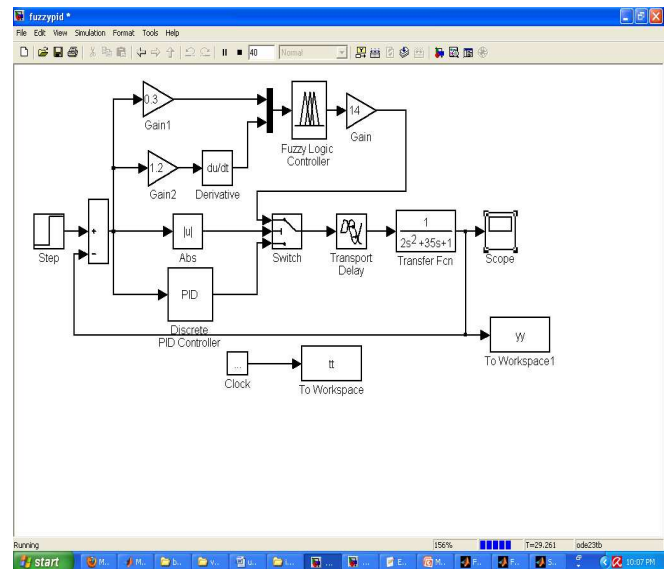 fuzzypid *
File Edit View Simulation Format Tools Help
40 Normal
0.3
Gain1
1.2
Gain2
du/dt
Derivative
Fuzzy Logic
Controller
14
Gain
Step
+
−
|u|
Abs
PID
Discrete
PID Controller
Switch
Transport
Delay
1
2s²+35s+1
Transfer Fcn
Scope
yy
To Workspace1
...
Clock
tt
To Workspace
Running 156% T=29.261 ode23tb
start M.. M.. b... v... u... i... ... ... E.. M.. F.. F.. S.. 10:07 PM